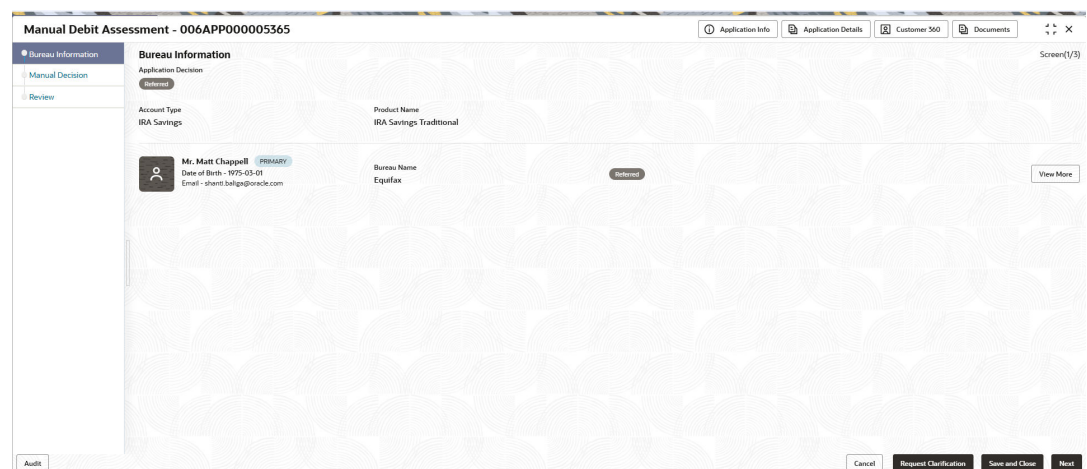 Manual Debit Assessment - 006APP000005365
Application Info
Application Details
Customer 360
Documents
Bureau Information
Manual Decision
Review
Bureau Information
Screen(1/3)
Application Decision
Referred
Account Type
Product Name
IRA Savings
IRA Savings Traditional
Mr. Matt Chappell PRIMARY
Date of Birth - 1975-03-01
Email - shanti.baliga@oracle.com
Bureau Name
Equifax
Referred
View More
Audit
Cancel
Request Clarification
Save and Close
Next